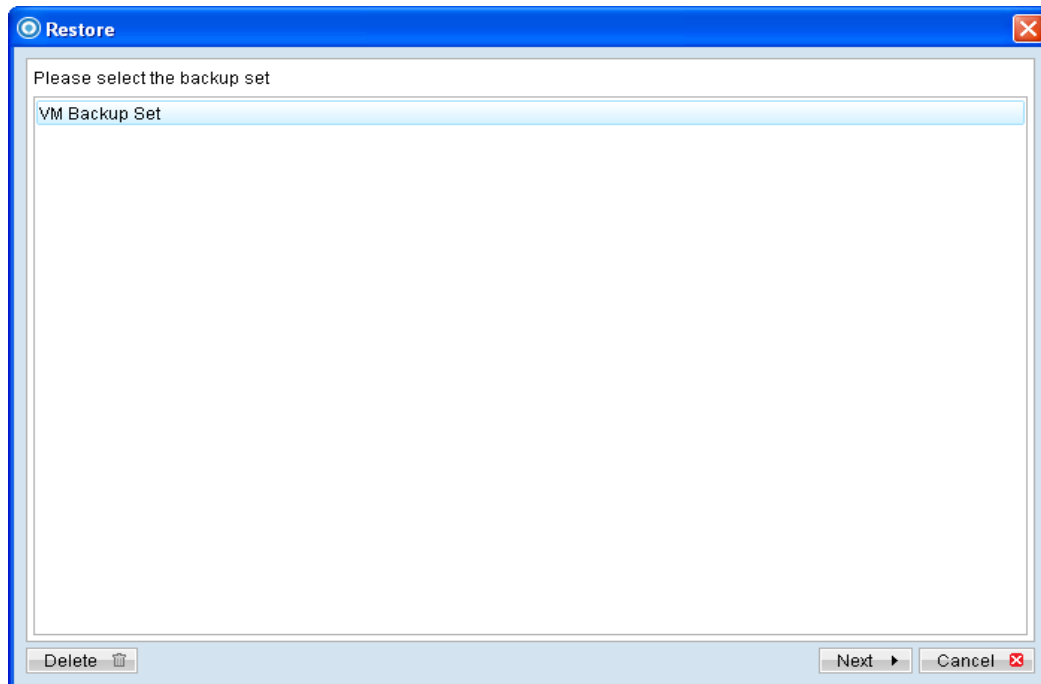 Restore
Please select the backup set
VM Backup Set
Delete
Next
Cancel